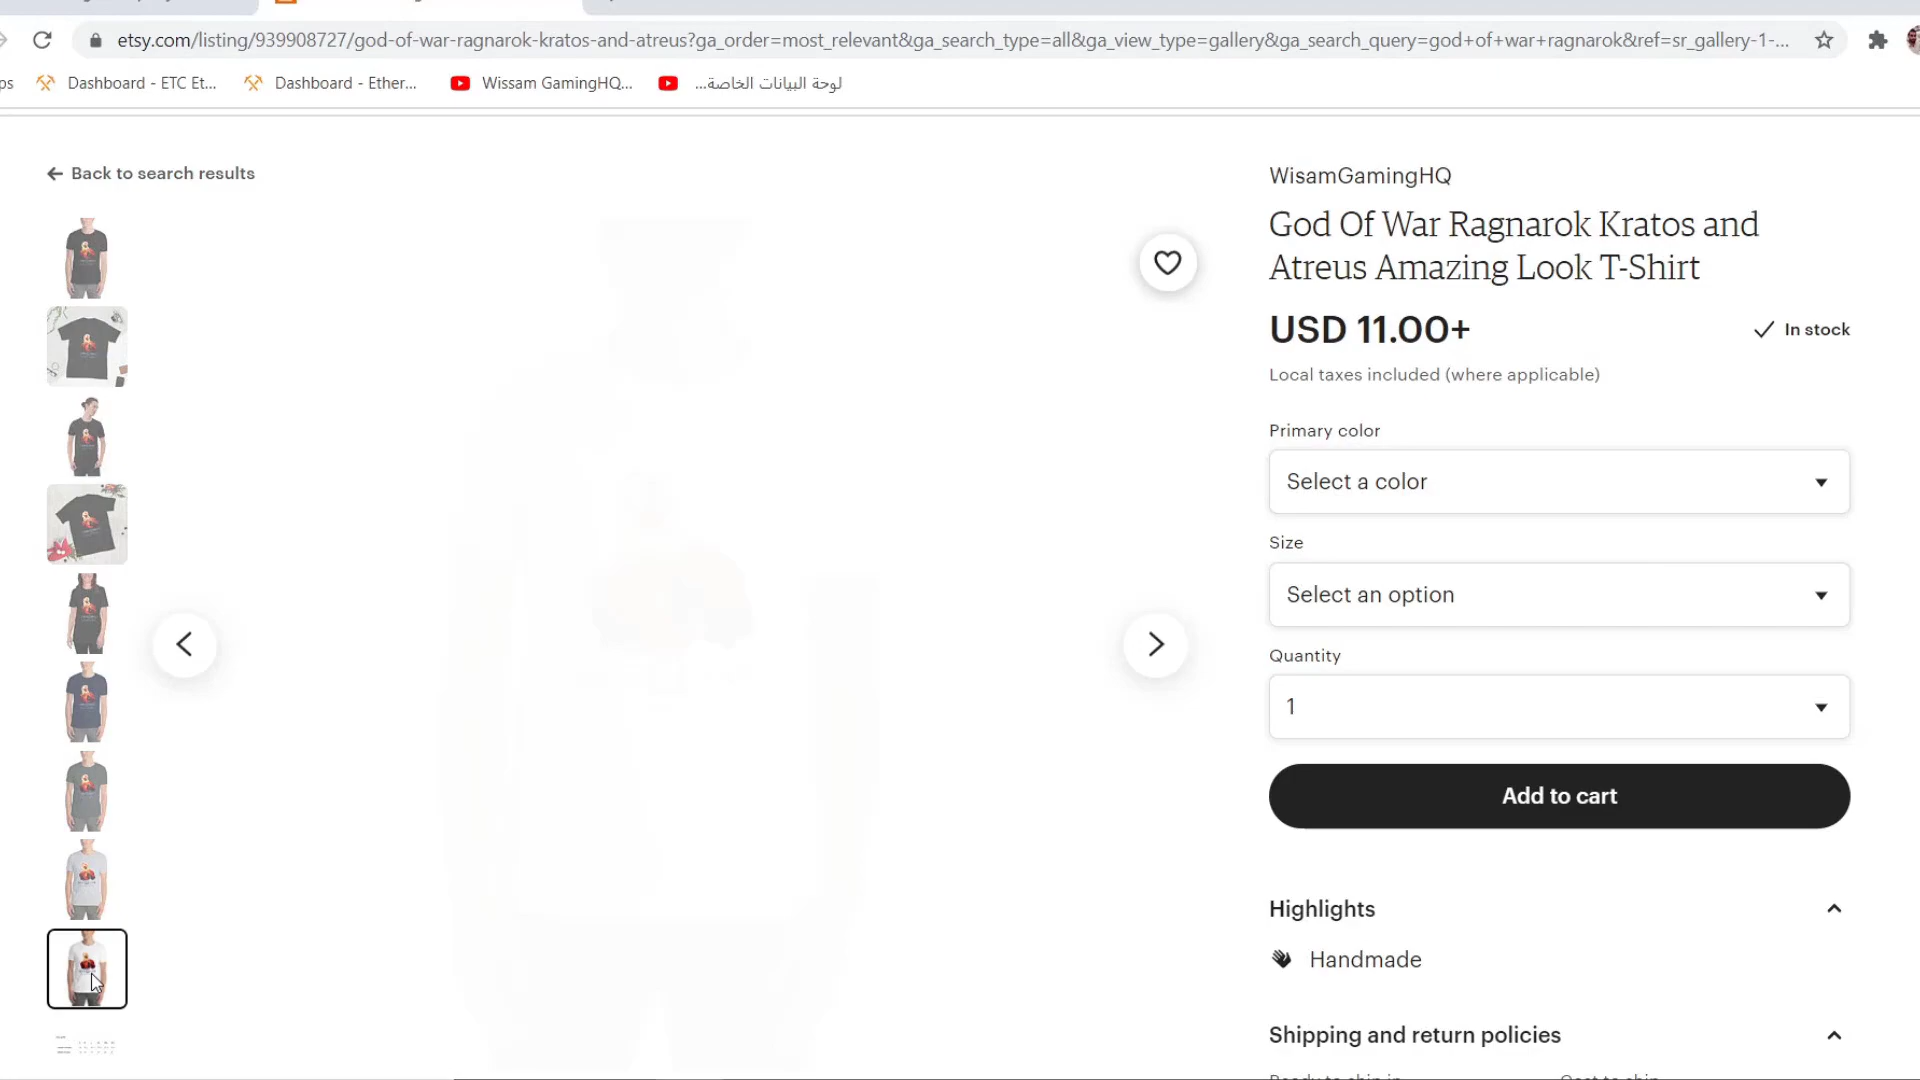 etsy.com/listing/939908727/god-of-war-ragnarok-kratos-and-atreus?ga_order=most_relevant&ga_search_type=all&ga_view_type=gallery&ga_search_query=god+of+war+ragnarok&ref=sr_gallery-1-...
ps Dashboard - ETC Et... Dashboard - Ether... Wissam GamingHQ... لوحة البيانات الخاصة...
Back to search results
WisamGamingHQ
God Of War Ragnarok Kratos and
Atreus Amazing Look T-Shirt
USD 11.00+
In stock
Local taxes included (where applicable)
Primary color
Select a color
Size
Select an option
Quantity
1
Add to cart
Highlights
Handmade
Shipping and return policies